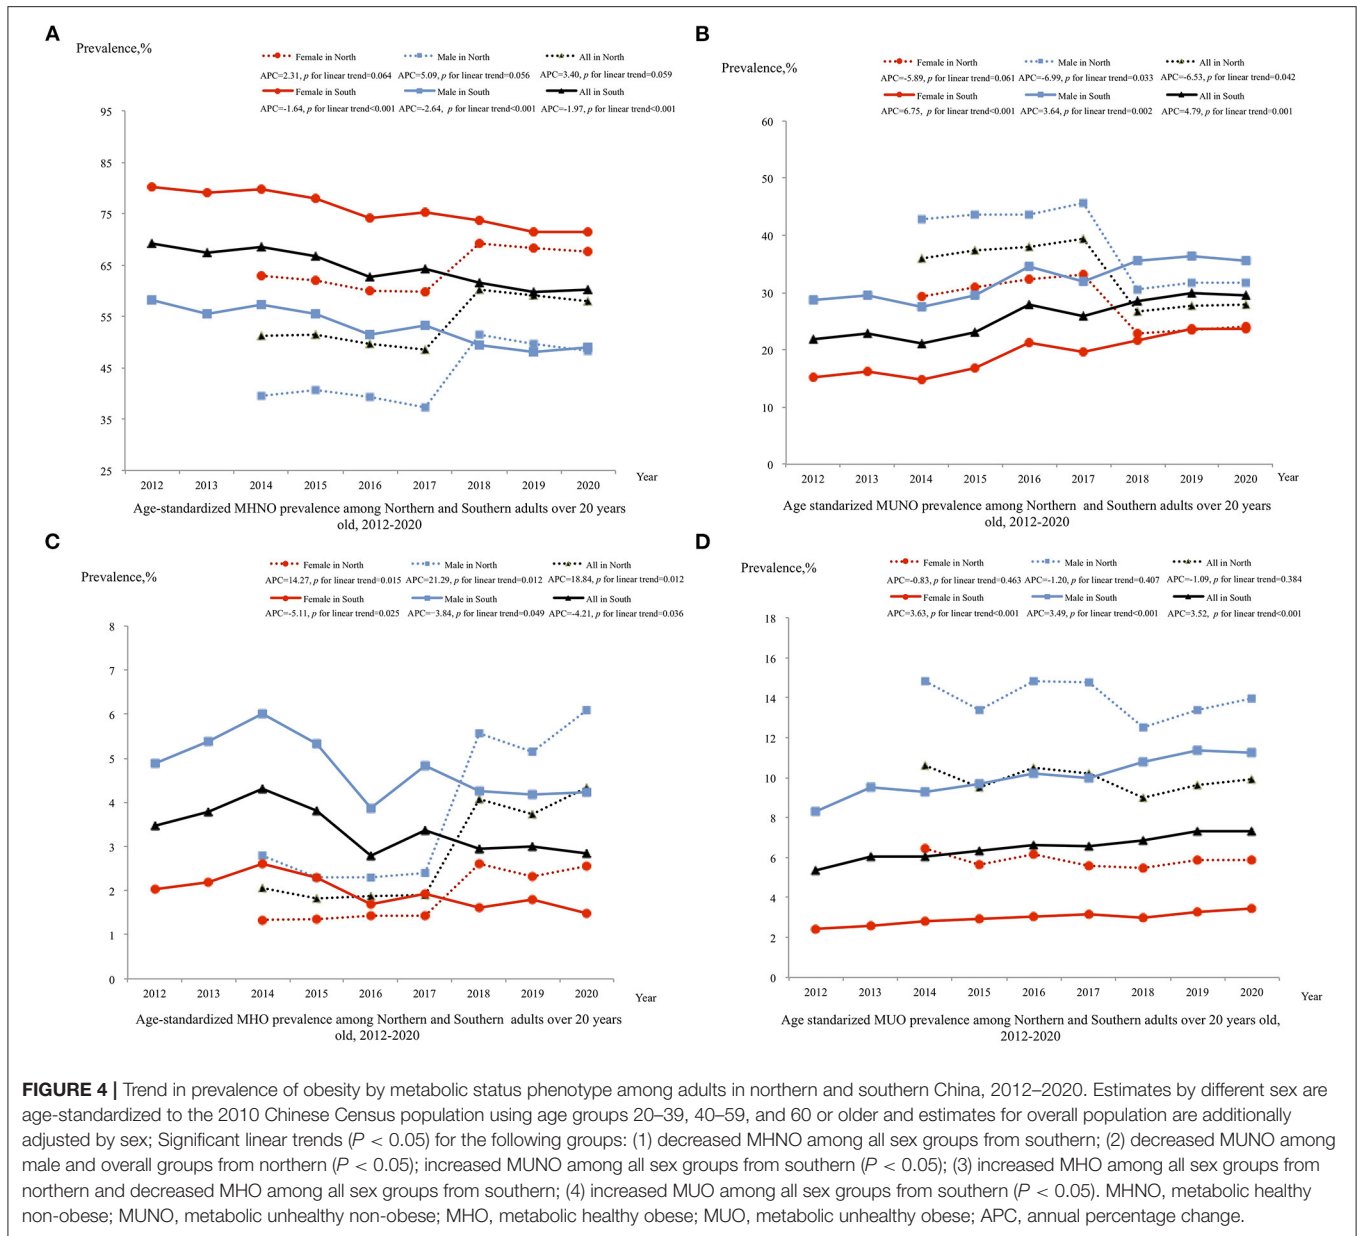 A
Prevalence,%
Female in North Male in North All in North
APC=2.31, p for linear trend=0.064 APC=5.09, p for linear trend=0.056 APC=3.40, p for linear trend=0.059
Female in South Male in South All in South
APC=-1.64, p for linear trend<0.001 APC=-2.64, p for linear trend<0.001 APC=-1.97, p for linear trend<0.001
95
85
75
65
55
45
35
25
2012 2013 2014 2015 2016 2017 2018 2019 2020
Year
Age-standardized MHNO prevalence among Northern and Southern adults over 20 years
old, 2012-2020
B
Prevalence,%
Female in North Male in North All in North
APC=-5.89, p for linear trend=0.061 APC=-6.99, p for linear trend=0.033 APC=-6.53, p for linear trend=0.042
Female in South Male in South All in South
APC=6.75, p for linear trend<0.001 APC=3.64, p for linear trend=0.002 APC=4.79, p for linear trend=0.001
60
50
40
30
20
10
0
2012 2013 2014 2015 2016 2017 2018 2019 2020
Year
Age standarized MUNO prevalence among Northern and Southern adults over 20 years
old, 2012-2020
C
Prevalence,%
Female in North Male in North All in North
APC=14.27, p for linear trend=0.015 APC=21.29, p for linear trend=0.012 APC=18.84, p for linear trend=0.012
Female in South Male in South All in South
APC=-5.11, p for linear trend=0.025 APC=-3.84, p for linear trend=0.049 APC=-4.21, p for linear trend=0.036
8
7
6
5
4
3
2
1
0
2012 2013 2014 2015 2016 2017 2018 2019 2020
Year
Age-standardized MHO prevalence among Northern and Southern adults over 20 years
old, 2012-2020
D
Prevalence,%
Female in North Male in North All in North
APC=-0.83, p for linear trend=0.463 APC=-1.20, p for linear trend=0.407 APC=-1.09, p for linear trend=0.384
Female in South Male in South All in South
APC=3.63, p for linear trend<0.001 APC=3.49, p for linear trend<0.001 APC=3.52, p for linear trend<0.001
18
16
14
12
10
8
6
4
2
0
2012 2013 2014 2015 2016 2017 2018 2019 2020
Year
Age standarized MUO prevalence among Northern and Southern adults over 20 years old,
2012-2020
FIGURE 4 | Trend in prevalence of obesity by metabolic status phenotype among adults in northern and southern China, 2012–2020. Estimates by different sex are
age-standardized to the 2010 Chinese Census population using age groups 20–39, 40–59, and 60 or older and estimates for overall population are additionally
adjusted by sex; Significant linear trends (P < 0.05) for the following groups: (1) decreased MHNO among all sex groups from southern; (2) decreased MUNO among
male and overall groups from northern (P < 0.05); increased MUNO among all sex groups from southern (P < 0.05); (3) increased MHO among all sex groups from
northern and decreased MHO among all sex groups from southern; (4) increased MUO among all sex groups from southern (P < 0.05). MHNO, metabolic healthy
non-obese; MUNO, metabolic unhealthy non-obese; MHO, metabolic healthy obese; MUO, metabolic unhealthy obese; APC, annual percentage change.